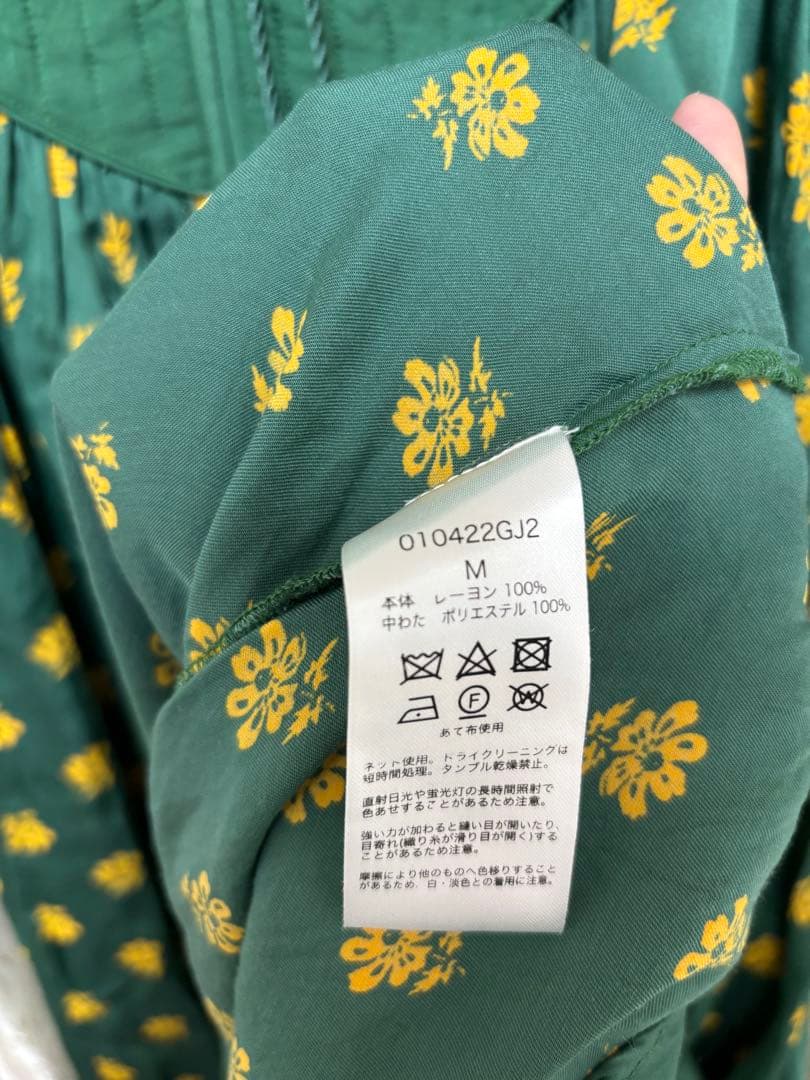 010422GJ2
M
本体 レーヨン 100%
中わた ポリエステル 100%
F
W
あて布使用
ネット使用。トライクリーニングは
短時間処理。タンブル乾燥禁止。
直射日光や蛍光灯の長時間照射で
色あせすることがあるため注意。
強い力が加わると縫い目が開いたり、
目寄れ(織り糸が滑り目が開く)する
ことがあるため注意。
摩擦により他のものへ色移りすること
があるため、白・淡色との着用に注意。